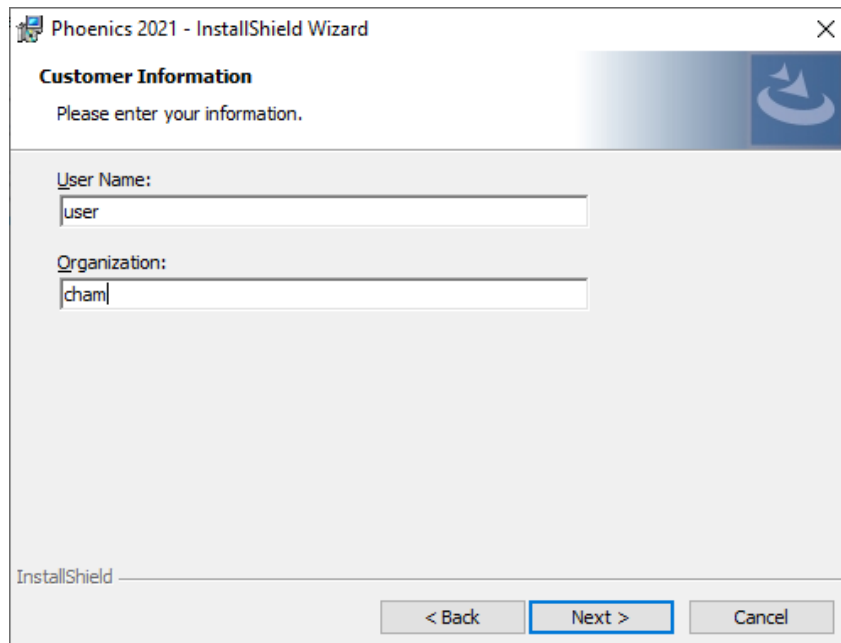 Phoenics 2021 - InstallShield Wizard
Customer Information
Please enter your information.
User Name:
user
Organization:
cham
InstallShield
< Back
Next >
Cancel